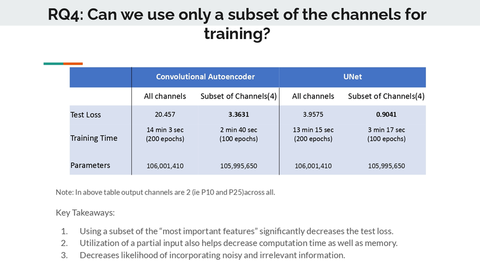 RQ4: Can we use only a subset of the channels for
training?
Convolutional Autoencoder UNet
All channels Subset of Channels(4) All channels Subset of Channels(4)
Test Loss 20.457 3.3631 3.9575 0.9041
Training Time 14 min 3 sec (200 epochs) 2 min 40 sec (100 epochs) 13 min 15 sec (200 epochs) 3 min 17 sec (100 epochs)
Parameters 106,001,410 105,995,650 106,001,410 105,995,650
Note: In above table output channels are 2 (ie P10 and P25)across all.
Key Takeaways:
1. Using a subset of the "most important features" significantly decreases the test loss.
2. Utilization of a partial input also helps decrease computation time as well as memory.
3. Decreases likelihood of incorporating noisy and irrelevant information.